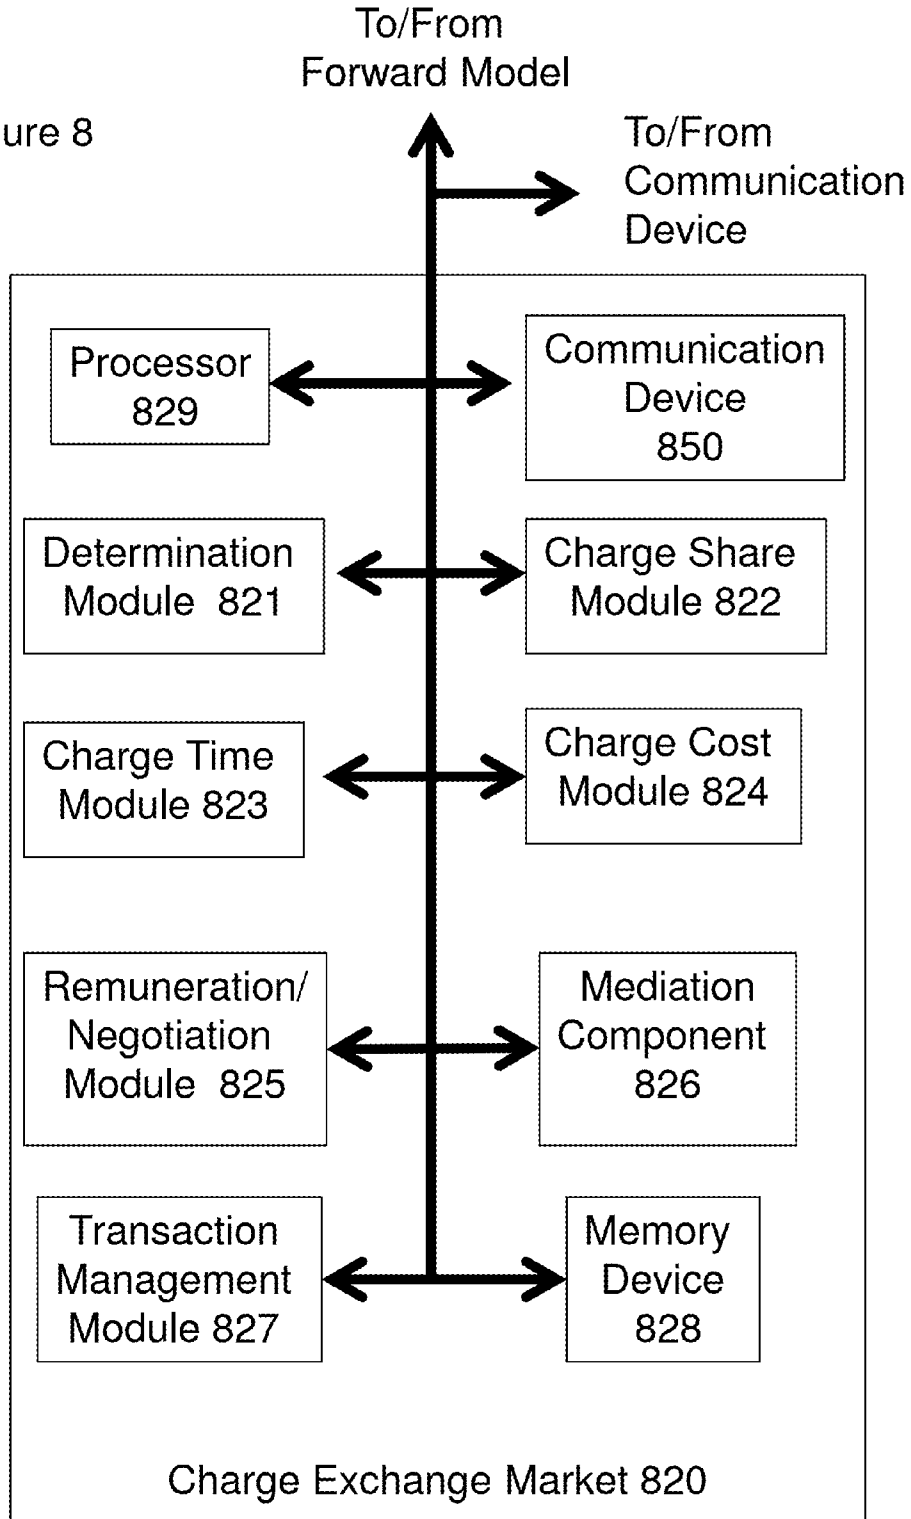 To/From
Forward Model
ure 8
To/From
Communication
Device
Processor
829
Communication
Device
850
Determination
Module 821
Charge Share
Module 822
Charge Time
Module 823
Charge Cost
Module 824
Remuneration/
Negotiation
Module 825
Mediation
Component
826
Transaction
Management
Module 827
Memory
Device
828
Charge Exchange Market 820